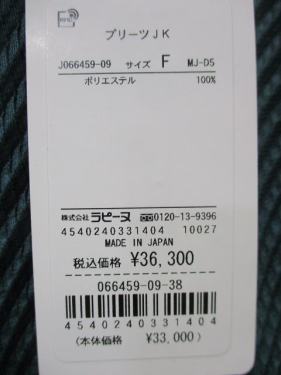 プリーツJK
J066459-09 サイズ F MJ-D5
ポリエステル 100%
株式会社 ラピーヌ 0120-13-9396
4540240331404 10027
MADE IN JAPAN
税込価格 ¥36,300
066459-09-38
4540240331404
(本体価格 ¥33,000)